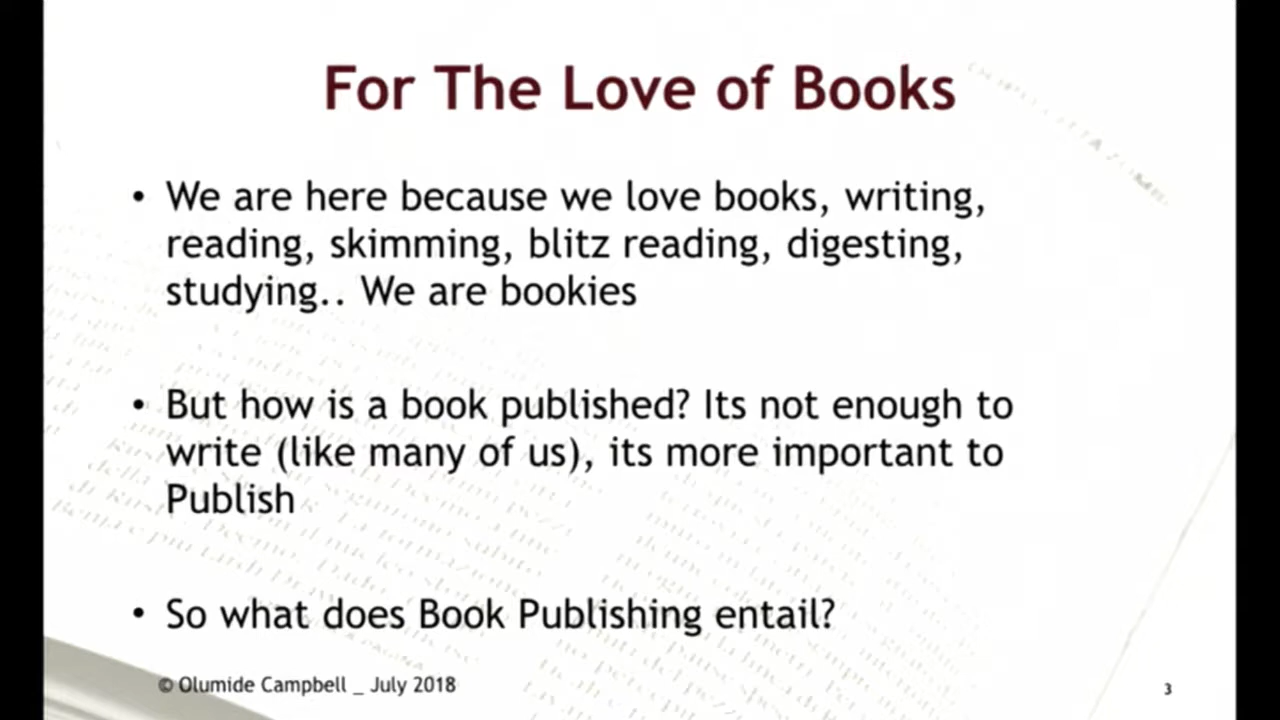 For The Love of Books
• We are here because we love books, writing,
reading, skimming, blitz reading, digesting,
studying.. We are bookies
• But how is a book published? Its not enough to
write (like many of us), its more important to
Publish
• So what does Book Publishing entail?
© Olumide Campbell _ July 2018
3